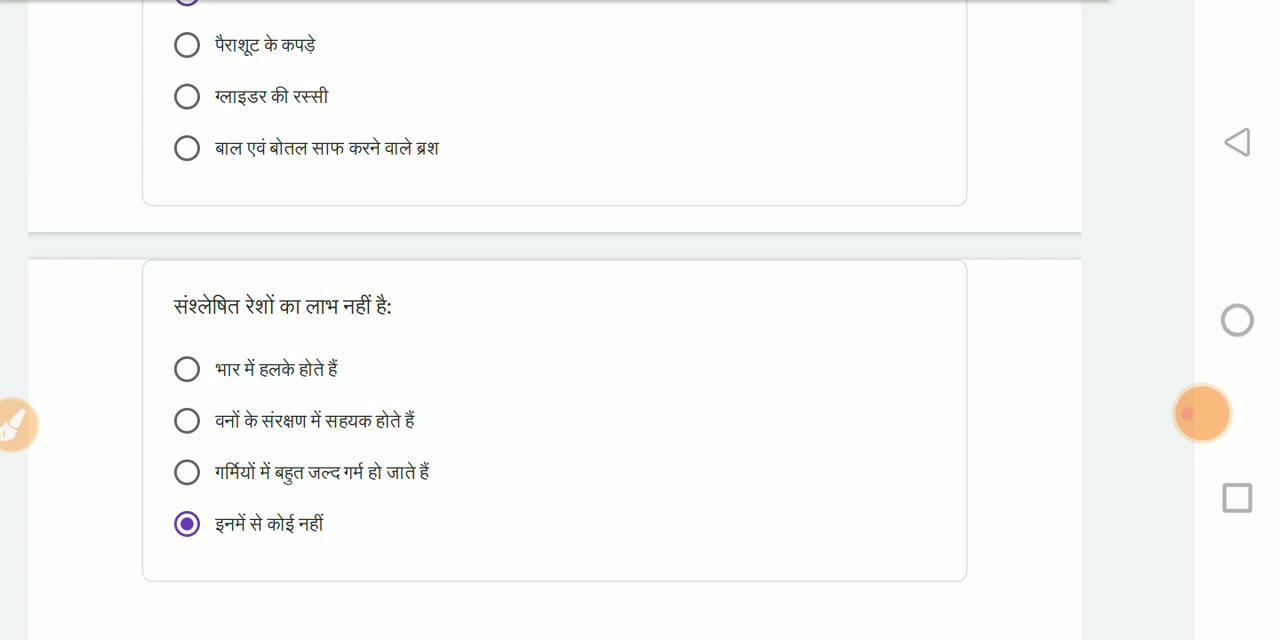 पैराशूट के कपड़े
ग्लाइडर की रस्सी
बाल एवं बोतल साफ करने वाले ब्रश
संश्लेषित रेशों का लाभ नहीं है:
भार में हलके होते हैं
वनों के संरक्षण में सहयक होते हैं
गर्मियों में बहुत जल्द गर्म हो जाते हैं
इनमें से कोई नहीं